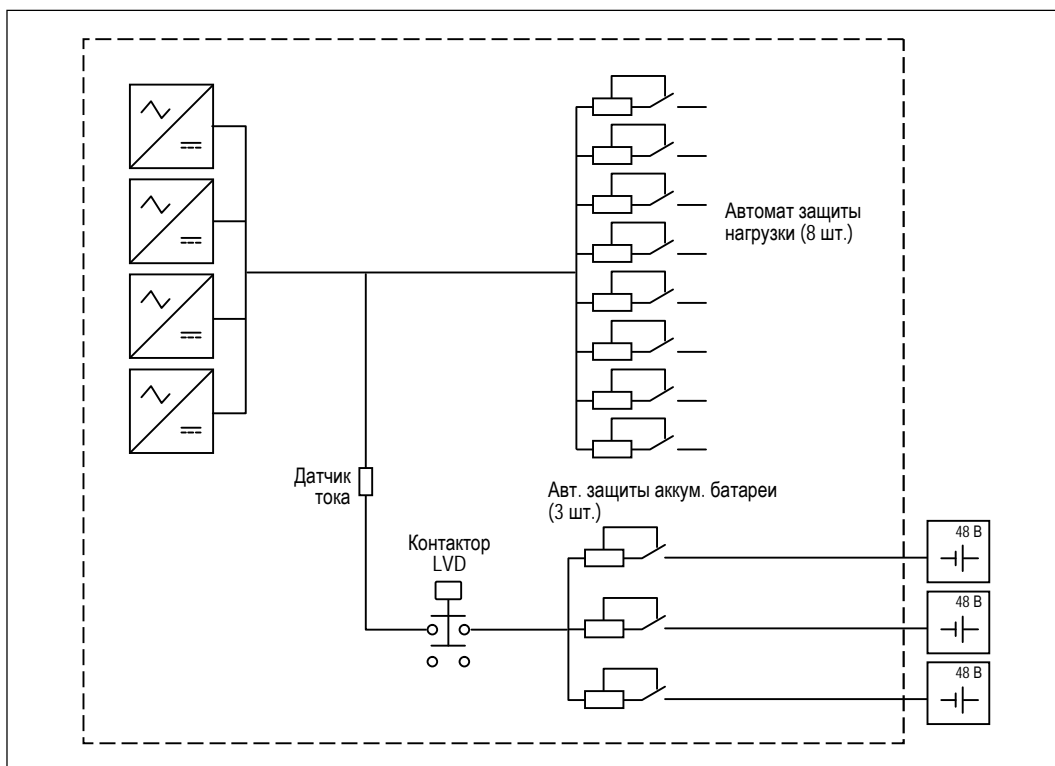 Автомат защиты
нагрузки (8 шт.)
Датчик
тока
Авт. защиты аккум. батареи
(3 шт.)
Контактор
LVD
48 В
48 В
48 В